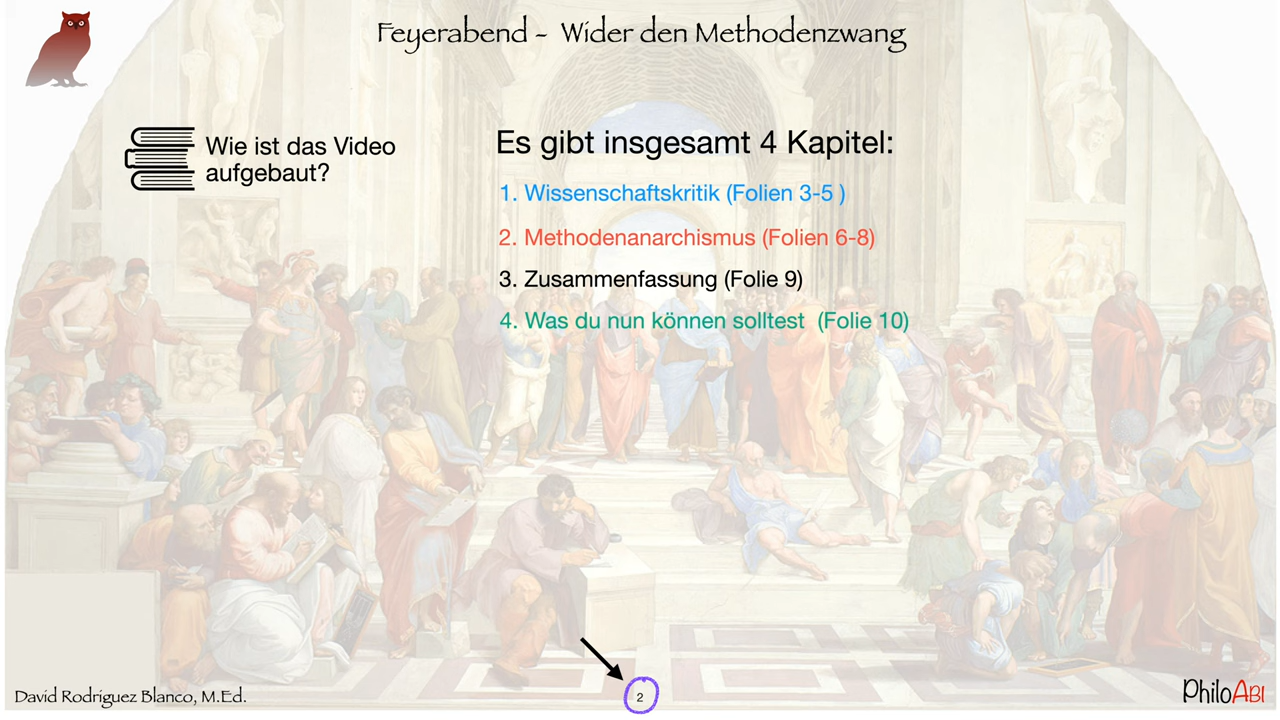 Feyerabend - Wider den Methodenzwang
Wie ist das Video
aufgebaut?
Es gibt insgesamt 4 Kapitel:
1. Wissenschaftskritik (Folien 3-5 )
2. Methodenanarchismus (Folien 6-8)
3. Zusammenfassung (Folie 9)
4. Was du nun können solltest (Folie 10)
David Rodriguez Blanco, M.Ed.
2
PhiloABI